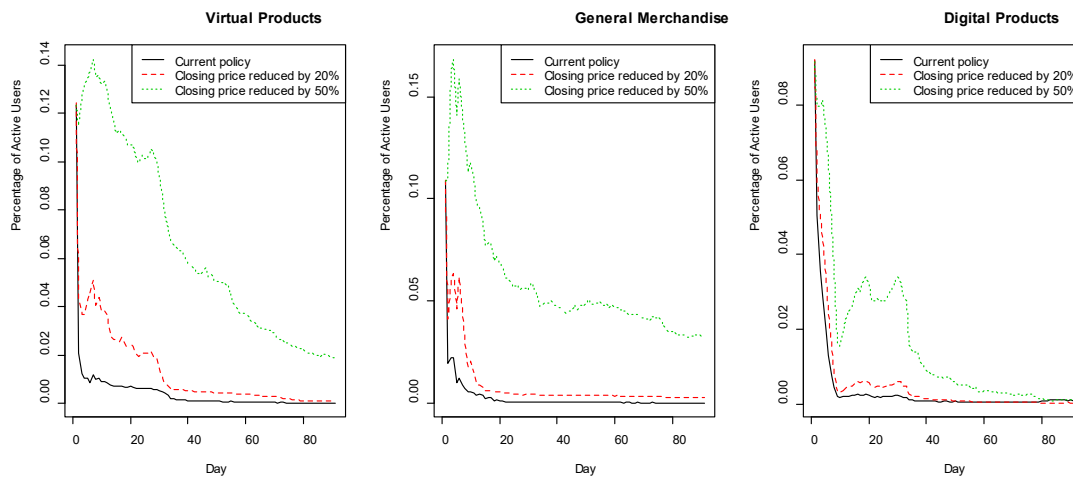 Virtual Products
Percentage of Active Users
0.00 0.02 0.04 0.06 0.08 0.10 0.12 0.14
Current policy
Closing price reduced by 20%
Closing price reduced by 50%
0 20 40 60 80
Day
General Merchandise
Percentage of Active Users
0.00 0.05 0.10 0.15
Current policy
Closing price reduced by 20%
Closing price reduced by 50%
0 20 40 60 80
Day
Digital Products
Percentage of Active Users
0.00 0.02 0.04 0.06 0.08
Current policy
Closing price reduced by 20%
Closing price reduced by 50%
0 20 40 60 80
Day